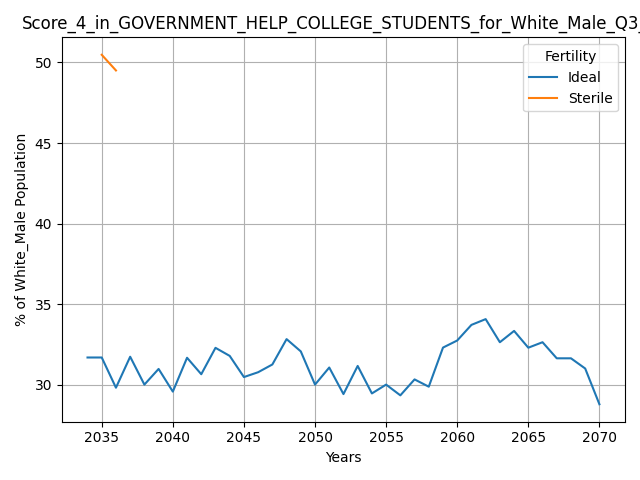 Score_4_in_GOVERNMENT_HELP_COLLEGE_STUDENTS_for_White_Male_Q3_
Fertility
Ideal
Sterile
% of White_Male Population
50
45
40
35
30
2035 2040 2045 2050 2055 2060 2065 2070
Years